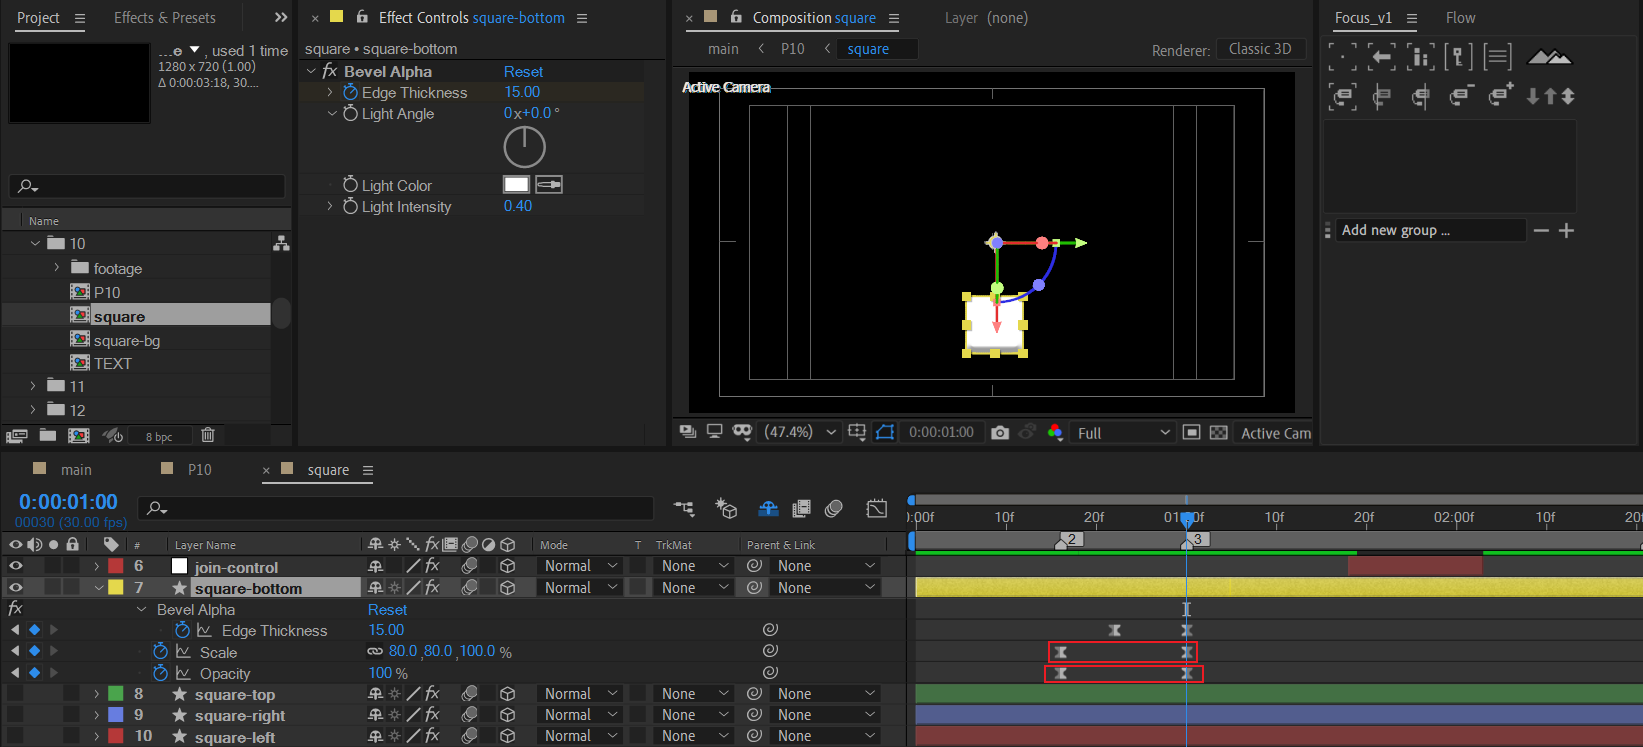 Project
Effects & Presets
Effect Controls square-bottom
Composition square
Layer (none)
Focus_v1
Flow
, used 1 time
1280 x 720 (1.00)
Δ 0:00:03:18, 30....
square • square-bottom
fx Bevel Alpha Reset
Edge Thickness 15.00
Light Angle 0x+0.0 °
Light Color
Light Intensity 0.40
main P10 square
Renderer: Classic 3D
Active Camera
Name
10
footage
P10
square
square-bg
TEXT
11
12
8 bpc
(47.4%)
0:00:01:00
Full
Active Cam
Add new group ...
main
P10
square
0:00:01:00
00030 (30.00 fps)
0:00f 10f 20f 01:00f 10f 20f 02:00f 10f 20f
2 3
# Layer Name fx Mode T TrkMat Parent & Link
6 join-control Normal None None
7 square-bottom fx Normal None None
fx Bevel Alpha Reset
Edge Thickness 15.00
Scale 80.0,80.0,100.0 %
Opacity 100 %
8 square-top fx Normal None None
9 square-right fx Normal None None
10 square-left fx Normal None None